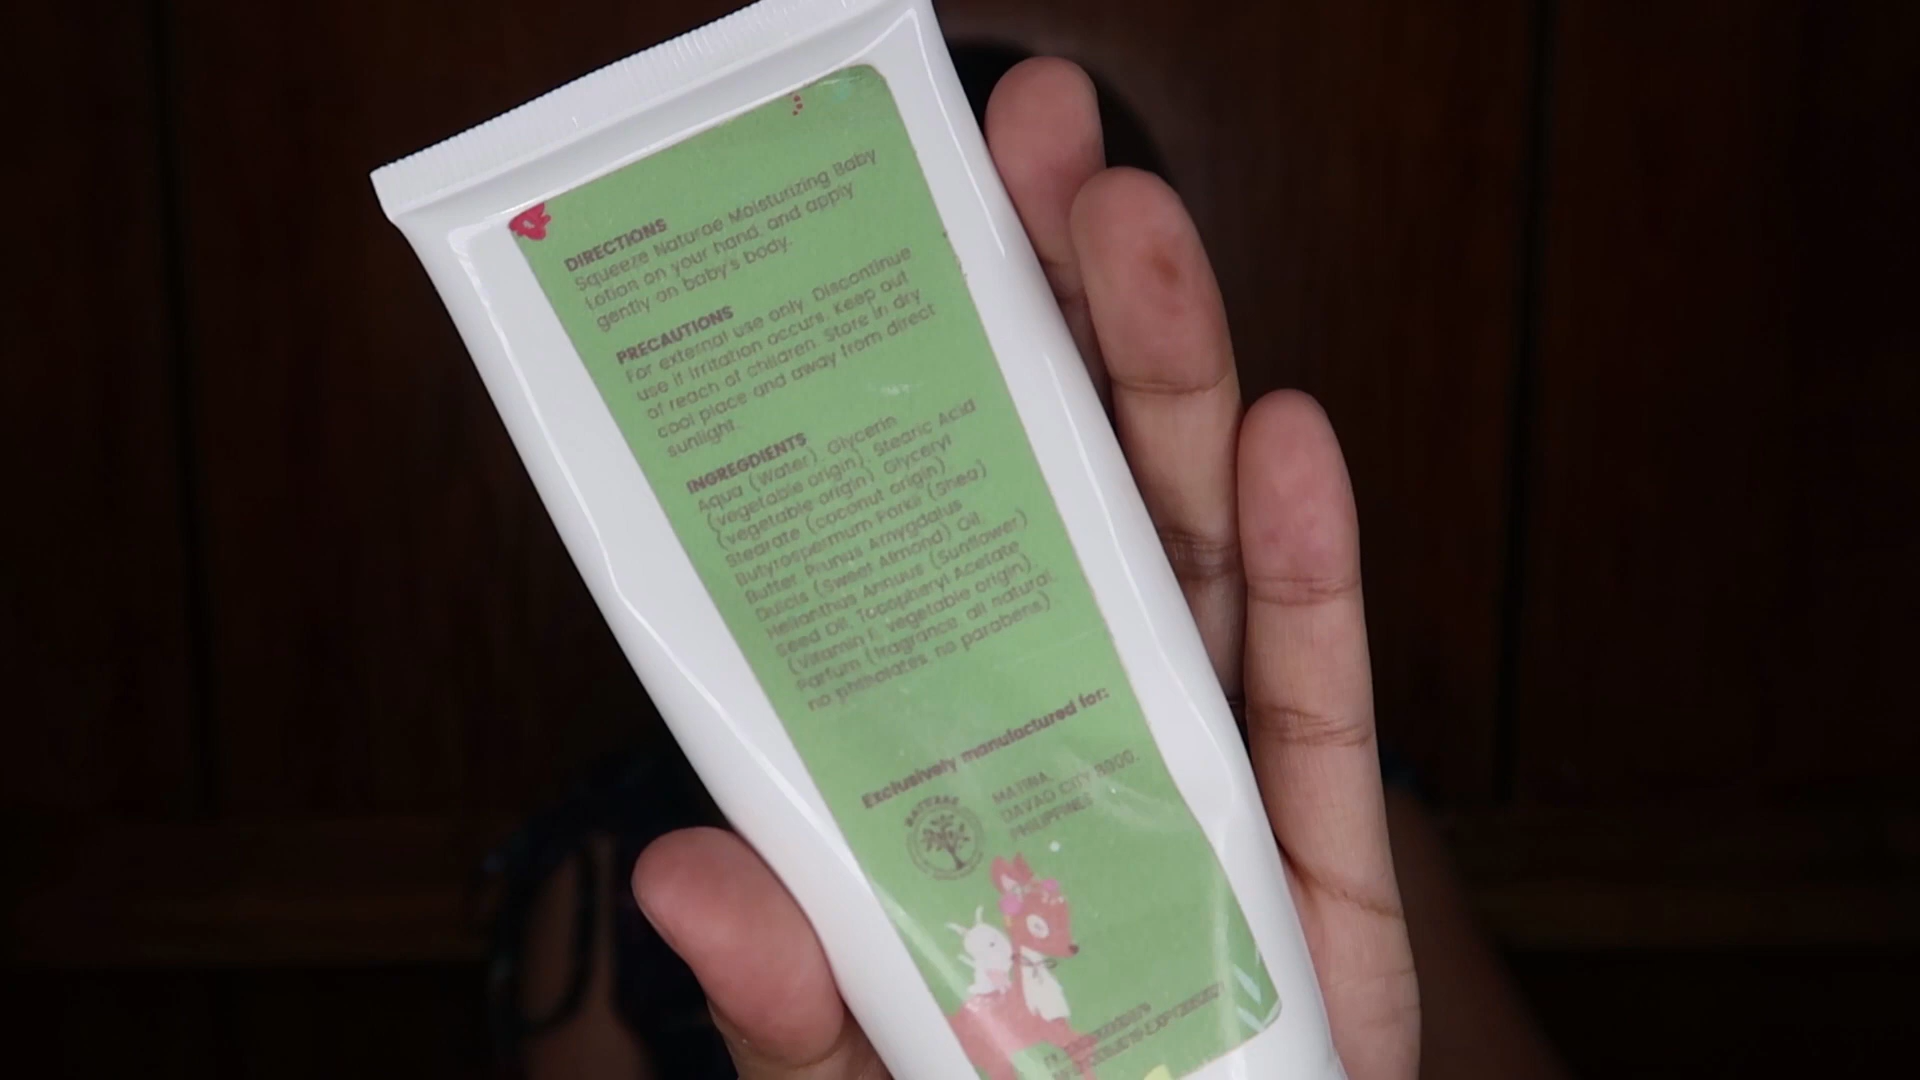 DIRECTIONS
Squeeze Naturae Moisturizing Baby
Lotion on your hand, and apply
gently on baby's body.
PRECAUTIONS
For external use only. Discontinue
use if irritation occurs. Keep out
of reach of children. Store in dry
cool place and away from direct
sunlight.
INGREGDIENTS
Aqua (Water), Glycerin
(vegetable origin), Stearic Acid
(vegetable origin), Glyceryl
Stearate (coconut origin),
Butyrospermum Parkii (Shea)
Butter, Prunus Amygdalus
Dulcis (Sweet Almond) Oil,
Helianthus Annuus (Sunflower)
Seed Oil, Tocopheryl Acetate
(Vitamin E, vegetable origin),
Parfum (fragrance, all natural,
no phthalates, no parabens)
Exclusively manufactured for:
NATURAE
MATINA,
DAVAO CITY 8000,
PHILIPPINES